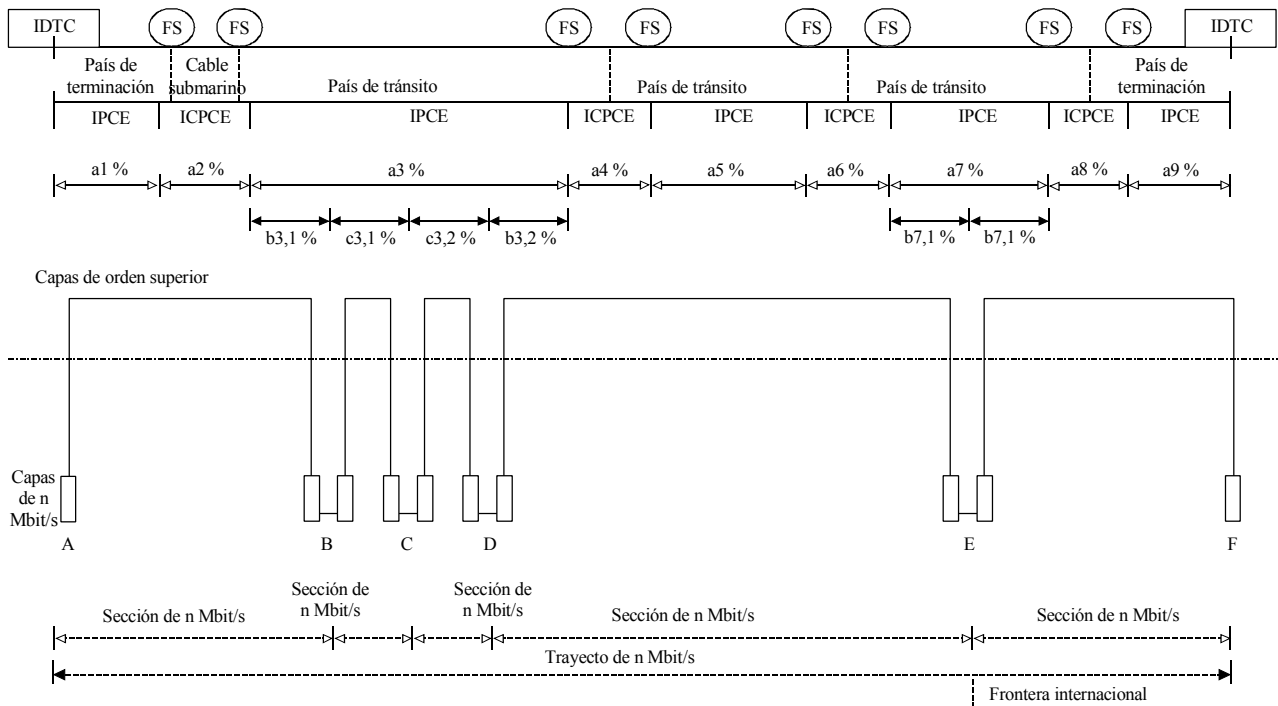 IDTC FS FS FS FS FS FS FS FS IDTC
País de
terminación
Cable
submarino
País de tránsito
País de tránsito
País de tránsito
País de
terminación
IPCE ICPCE IPCE ICPCE IPCE ICPCE IPCE ICPCE IPCE
a1 % a2 % a3 % a4 % a5 % a6 % a7 % a8 % a9 %
b3,1 % c3,1 % c3,2 % b3,2 % b7,1 % b7,1 %
Capas de orden superior
Capas
de n
Mbit/s
A B C D E F
Sección de n Mbit/s
Sección de
n Mbit/s
Sección de
n Mbit/s
Sección de n Mbit/s
Sección de n Mbit/s
Trayecto de n Mbit/s
Frontera internacional